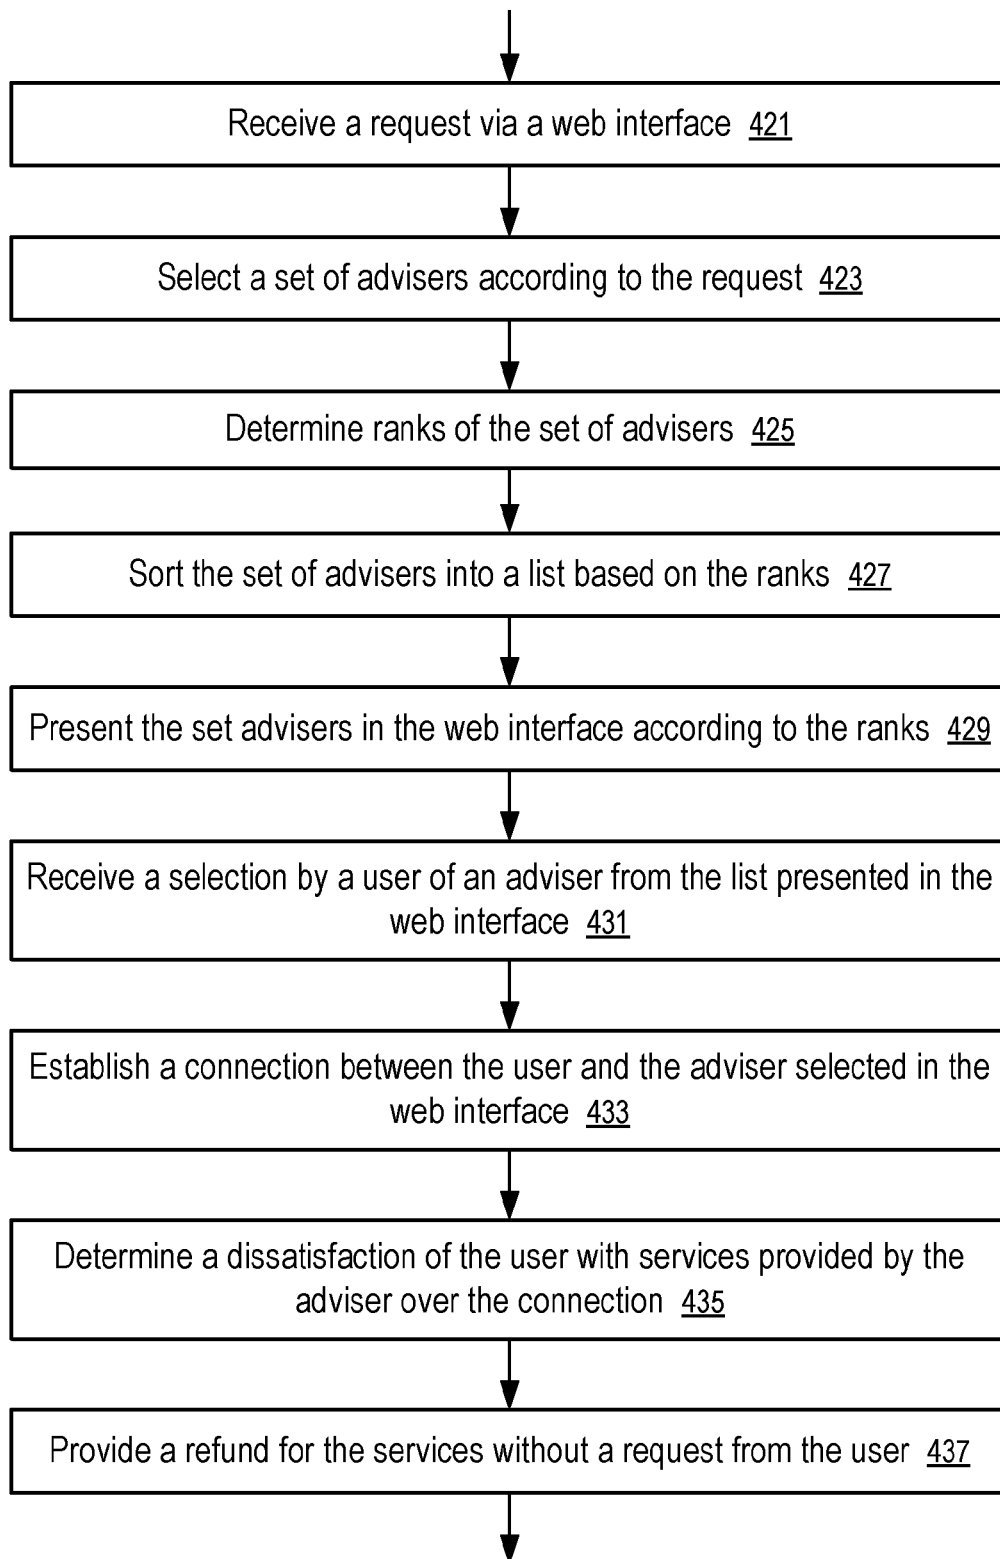 Receive a request via a web interface 421
Select a set of advisers according to the request 423
Determine ranks of the set of advisers 425
Sort the set of advisers into a list based on the ranks 427
Present the set advisers in the web interface according to the ranks 429
Receive a selection by a user of an adviser from the list presented in the
web interface 431
Establish a connection between the user and the adviser selected in the
web interface 433
Determine a dissatisfaction of the user with services provided by the
adviser over the connection 435
Provide a refund for the services without a request from the user 437